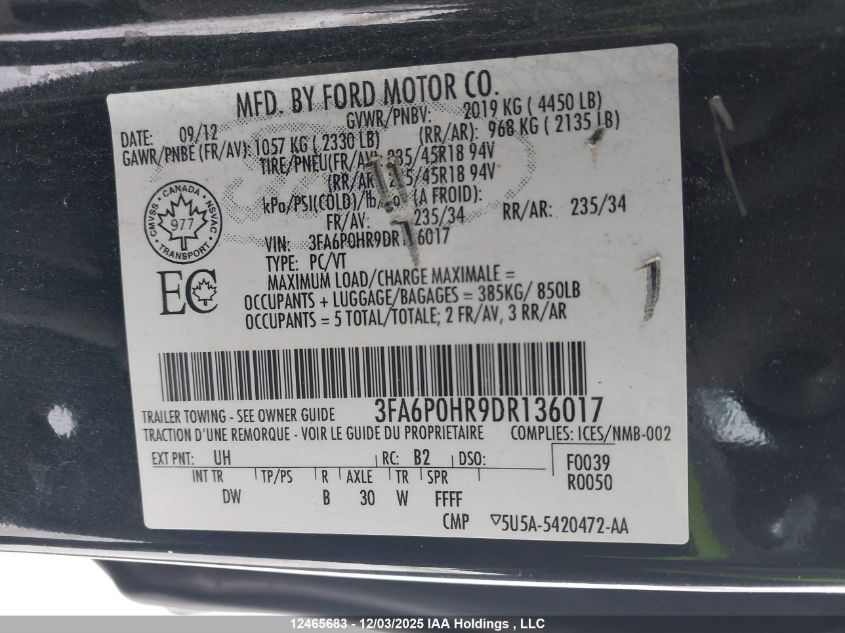 MFD. BY FORD MOTOR CO.
DATE: 09/12 GVWR/PNBV: 2019 KG ( 4450 LB)
GAWR/PNBE (FR/AV): 1057 KG ( 2330 LB) (RR/AR): 968 KG ( 2135 LB)
TIRE/PNEU(FR/AV) 235/45R18 94V
(RR/AR 235/45R18 94V
kPa/PSI(COLD)/lb/ (A FROID):
FR/AV: 235/34 RR/AR: 235/34
VIN: 3FA6P0HR9DR136017
TYPE: PC/VT
CANADA
CMVSS 977 NSVAC
TRANSPORT
EC
MAXIMUM LOAD/CHARGE MAXIMALE =
OCCUPANTS + LUGGAGE/BAGAGES = 385KG/ 850LB
OCCUPANTS = 5 TOTAL/TOTALE; 2 FR/AV, 3 RR/AR
TRAILER TOWING - SEE OWNER GUIDE 3FA6P0HR9DR136017
TRACTION D'UNE REMORQUE - VOIR LE GUIDE DU PROPRIETAIRE COMPLIES: ICES/NMB-002
EXT PNT: UH RC: B2 DSO: F0039
R0050
INT TR TP/PS R AXLE TR SPR
DW B 30 W FFFF
CMP ▽5U5A-5420472-AA
12465683 - 12/03/2025 IAA Holdings , LLC